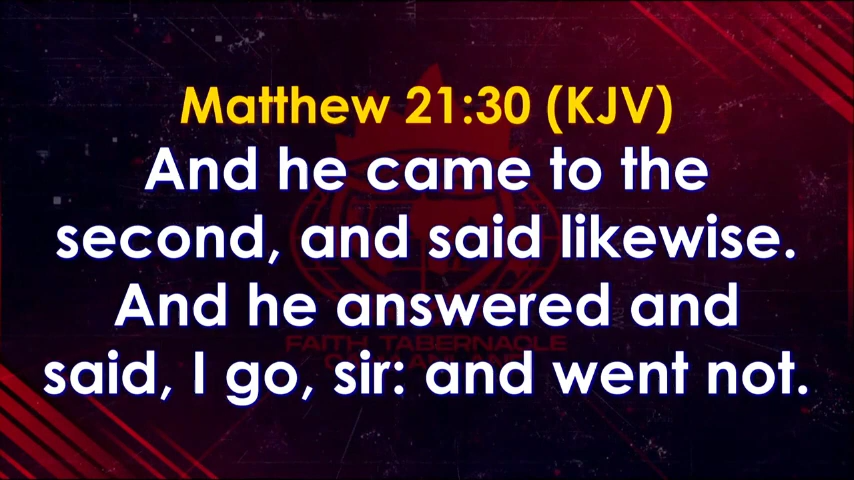 Matthew 21:30 (KJV)
And he came to the
second, and said likewise.
And he answered and
said, I go, sir: and went not.
FAITH TABERNACLE